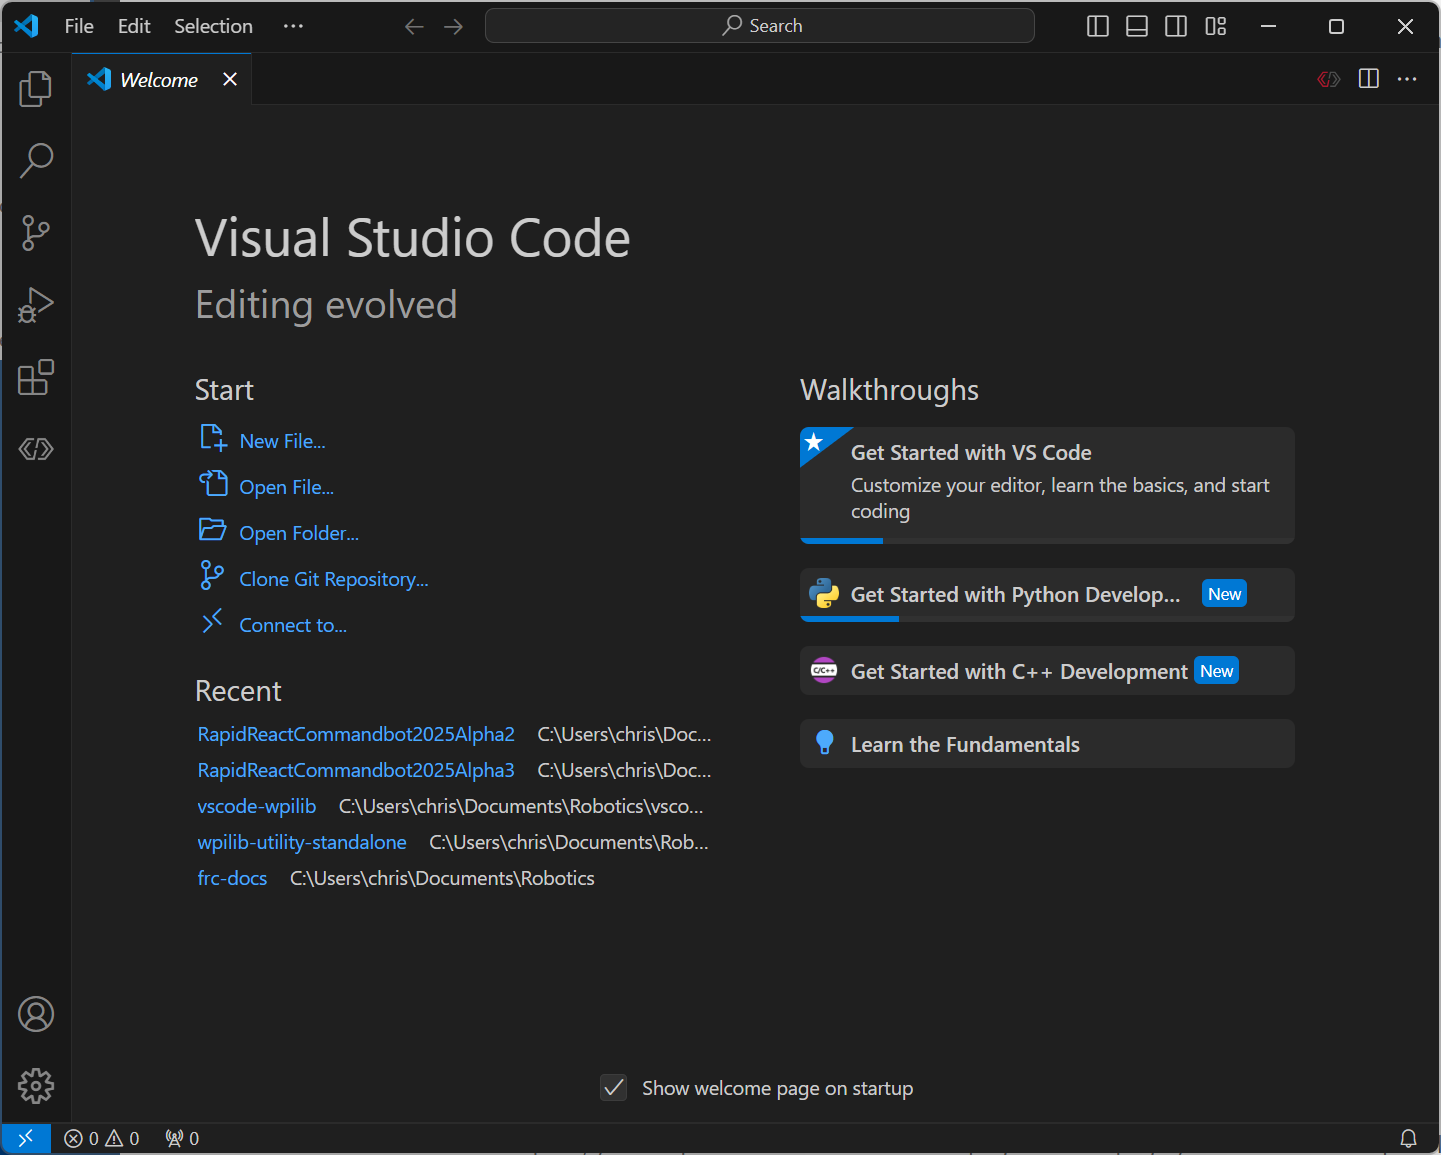 File Edit Selection ···
Search
Welcome
Visual Studio Code
Editing evolved
Start
New File...
Open File...
Open Folder...
Clone Git Repository...
Connect to...
Recent
RapidReactCommandbot2025Alpha2 C:\Users\chris\Doc...
RapidReactCommandbot2025Alpha3 C:\Users\chris\Doc...
vscode-wpilib C:\Users\chris\Documents\Robotics\vsco...
wpilib-utility-standalone C:\Users\chris\Documents\Rob...
frc-docs C:\Users\chris\Documents\Robotics
Walkthroughs
Get Started with VS Code
Customize your editor, learn the basics, and start
coding
Get Started with Python Develop... New
C/C++ Get Started with C++ Development New
Learn the Fundamentals
Show welcome page on startup
0 0 0